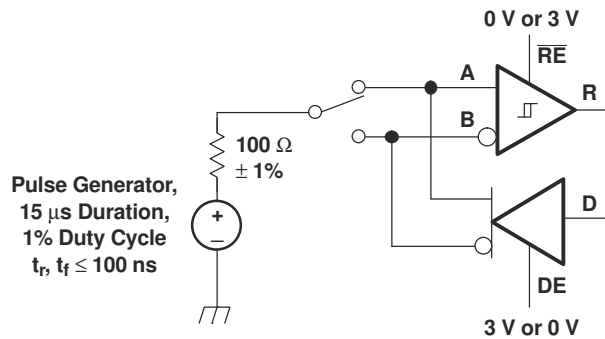 0 V or 3 V
RE
A
R
B
100 Ω
± 1%
Pulse Generator,
15 μs Duration,
1% Duty Cycle
tr, tf ≤ 100 ns
+
–
D
DE
3 V or 0 V